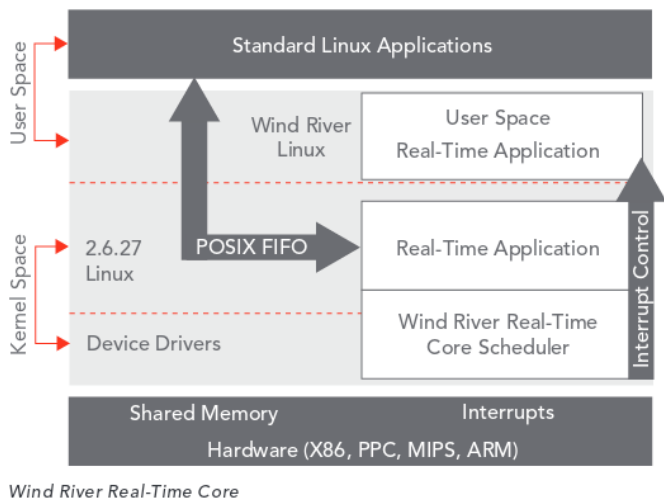 Standard Linux Applications
User Space
Wind River
Linux
User Space
Real-Time Application
2.6.27
Linux
POSIX FIFO
Real-Time Application
Interrupt Control
Kernel Space
Device Drivers
Wind River Real-Time
Core Scheduler
Shared Memory
Interrupts
Hardware (X86, PPC, MIPS, ARM)
Wind River Real-Time Core